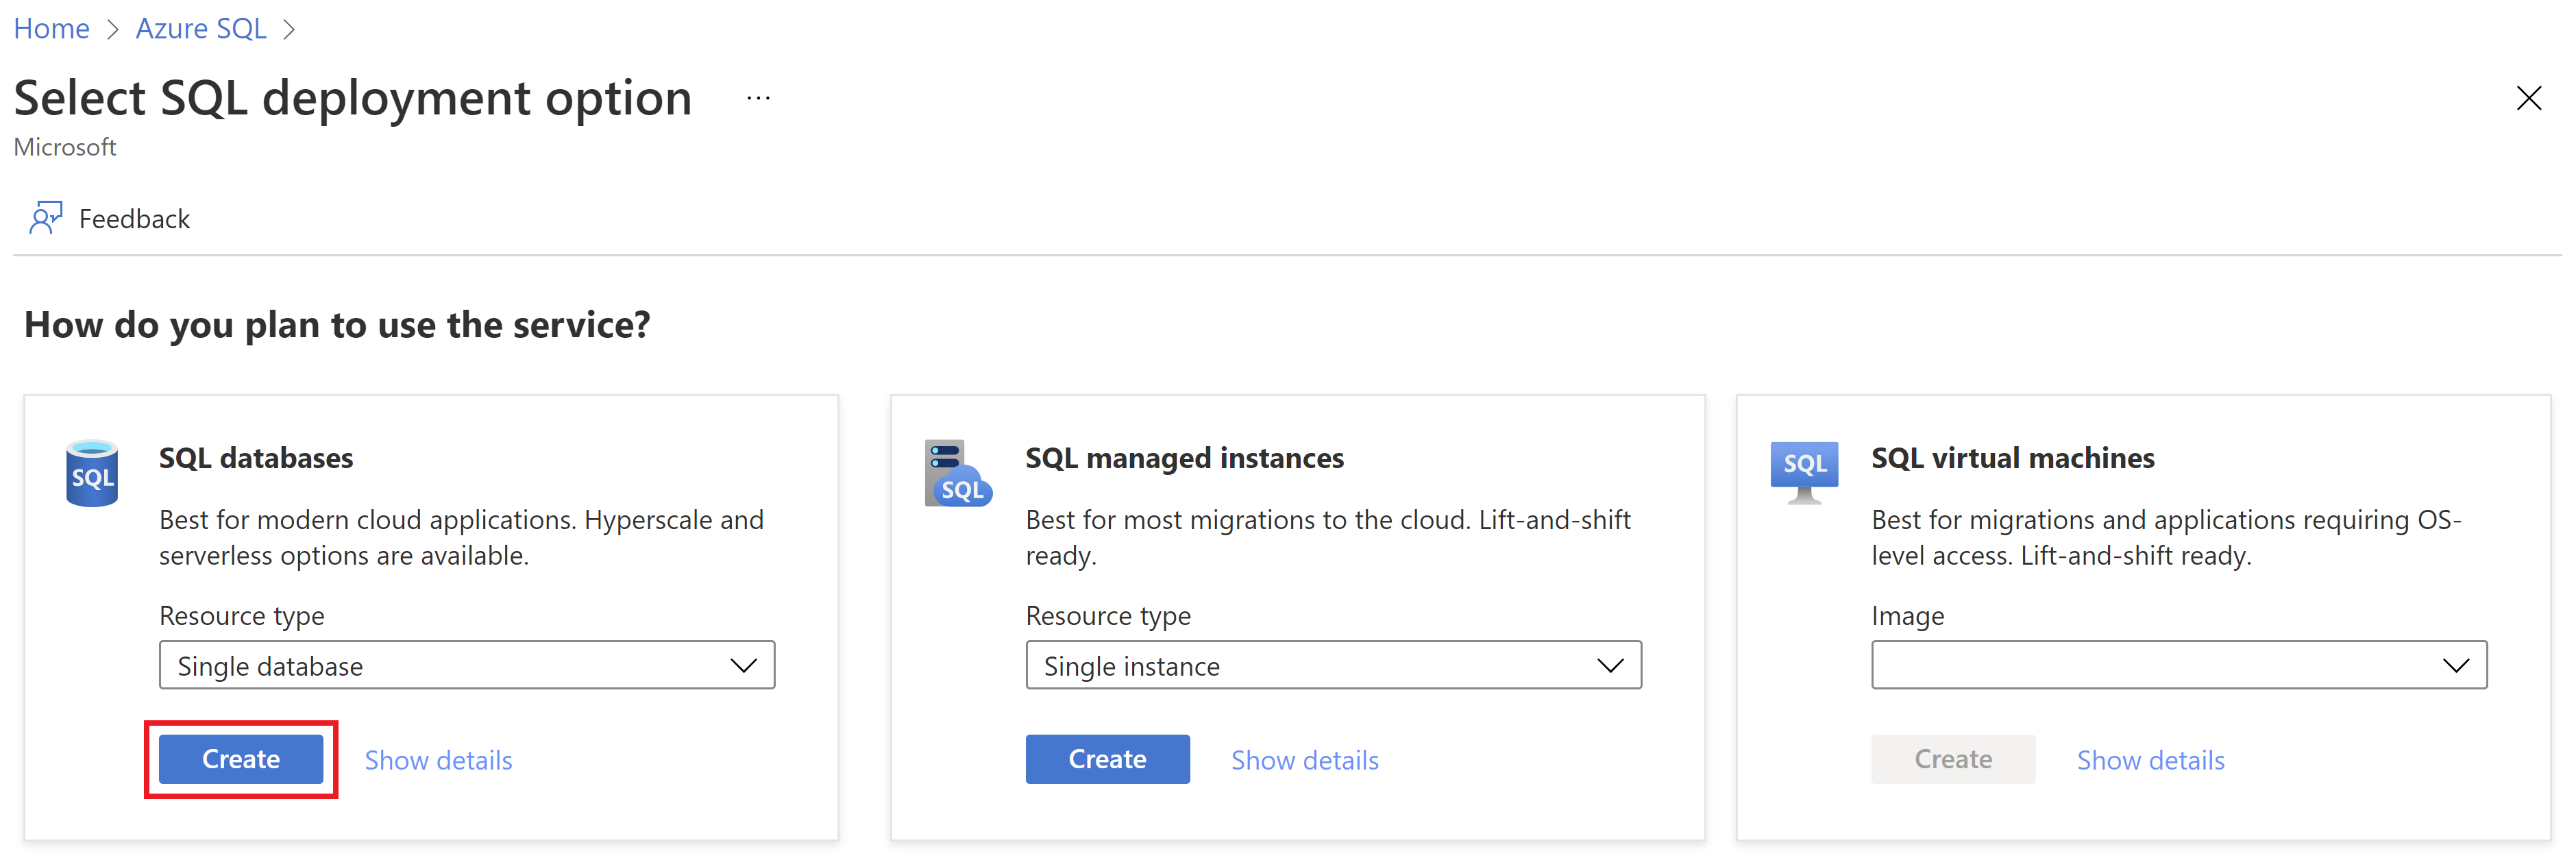 Home > Azure SQL >
Select SQL deployment option ...
Microsoft
Feedback
How do you plan to use the service?
SQL
SQL databases
Best for modern cloud applications. Hyperscale and
serverless options are available.
Resource type
Single database
Create
Show details
SQL
SQL managed instances
Best for most migrations to the cloud. Lift-and-shift
ready.
Resource type
Single instance
Create
Show details
SQL
SQL virtual machines
Best for migrations and applications requiring OS-
level access. Lift-and-shift ready.
Image
Create
Show details